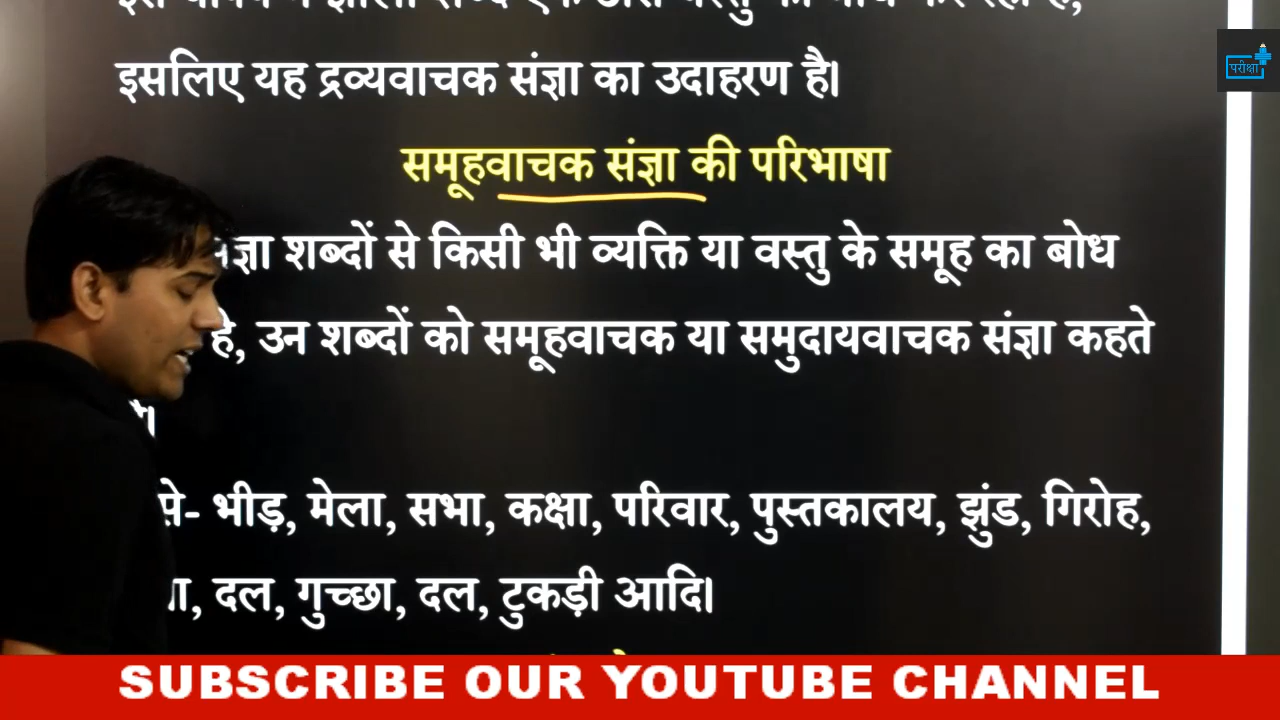 इसलिए यह द्रव्यवाचक संज्ञा का उदाहरण है।
परीक्षा
समूहवाचक संज्ञा की परिभाषा
शब्दों से किसी भी व्यक्ति या वस्तु के समूह का बोध
है, उन शब्दों को समूहवाचक या समुदायवाचक संज्ञा कहते
भीड़, मेला, सभा, कक्षा, परिवार, पुस्तकालय, झुंड, गिरोह,
दल, गुच्छा, दल, टुकड़ी आदि।
SUBSCRIBE OUR YOUTUBE CHANNEL